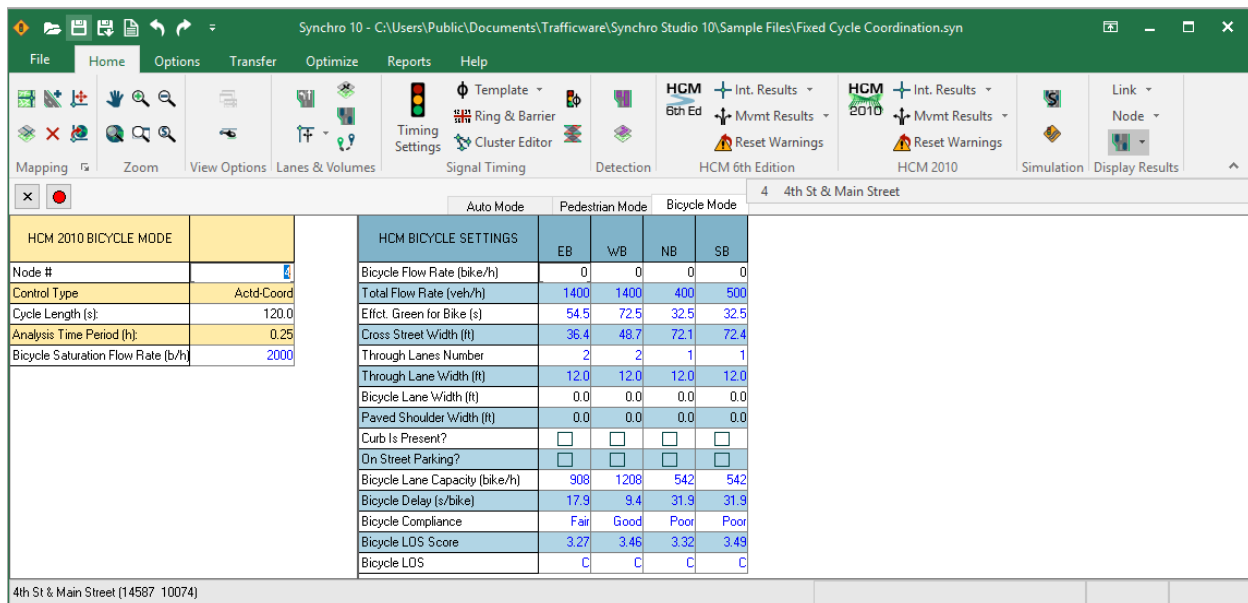 Synchro 10 - C:\Users\Public\Documents\Trafficware\Synchro Studio 10\Sample Files\Fixed Cycle Coordination.syn
File Home Options Transfer Optimize Reports Help
Φ Template HCM Int. Results HCM Int. Results Link
Ring & Barrier 6th Ed Mvmt Results 2010 Mvmt Results Node
Timing Settings Cluster Editor Reset Warnings Reset Warnings
Mapping Zoom View Options Lanes & Volumes Signal Timing Detection HCM 6th Edition HCM 2010 Simulation Display Results
4 4th St & Main Street
Auto Mode Pedestrian Mode Bicycle Mode
HCM 2010 BICYCLE MODE
Node # 4
Control Type Actd-Coord
Cycle Length (s): 120.0
Analysis Time Period (h): 0.25
Bicycle Saturation Flow Rate (b/h) 2000
HCM BICYCLE SETTINGS EB WB NB SB
Bicycle Flow Rate (bike/h) 0 0 0 0
Total Flow Rate (veh/h) 1400 1400 400 500
Effct. Green for Bike (s) 54.5 72.5 32.5 32.5
Cross Street Width (ft) 36.4 48.7 72.1 72.4
Through Lanes Number 2 2 1 1
Through Lane Width (ft) 12.0 12.0 12.0 12.0
Bicycle Lane Width (ft) 0.0 0.0 0.0 0.0
Paved Shoulder Width (ft) 0.0 0.0 0.0 0.0
Curb Is Present?
On Street Parking?
Bicycle Lane Capacity (bike/h) 908 1208 542 542
Bicycle Delay (s/bike) 17.9 9.4 31.9 31.9
Bicycle Compliance Fair Good Poor Poor
Bicycle LOS Score 3.27 3.46 3.32 3.49
Bicycle LOS C C C C
4th St & Main Street (14587 10074)